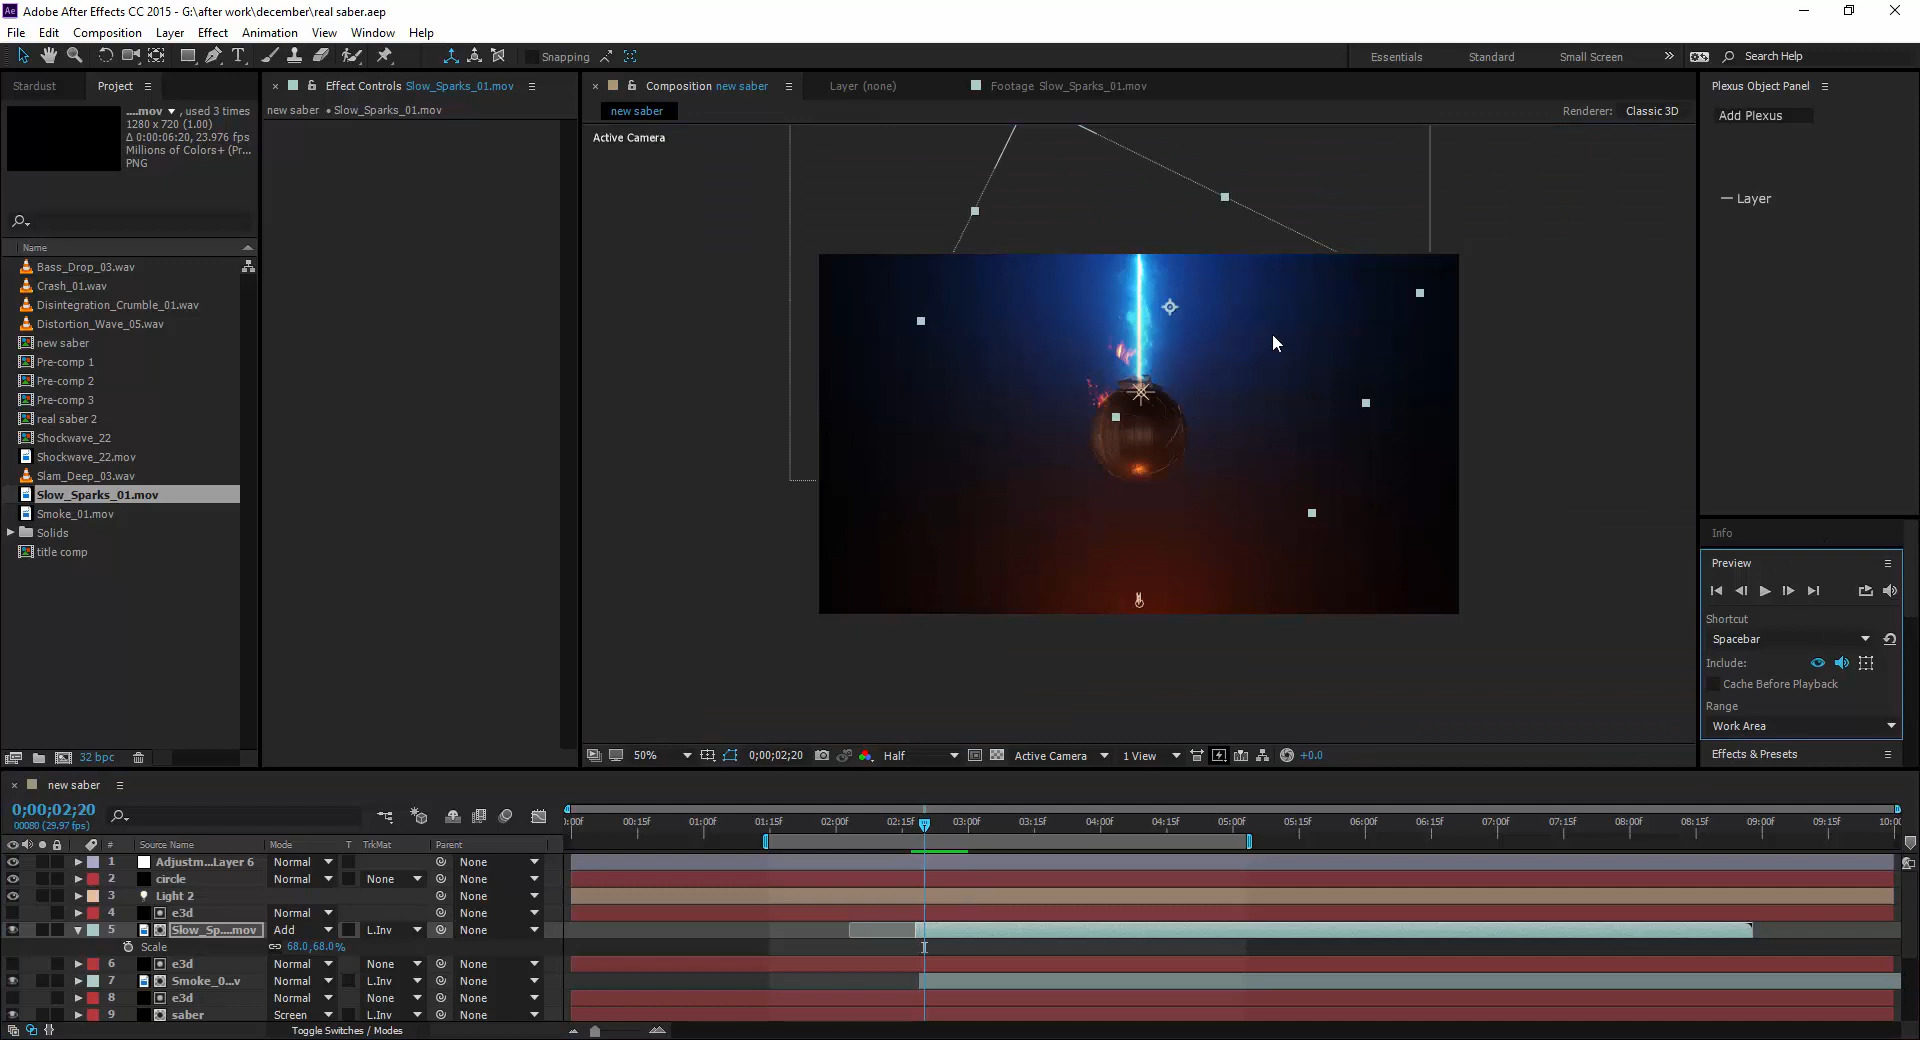 Adobe After Effects CC 2015 - G:\after work\december\real saber.aep
File Edit Composition Layer Effect Animation View Window Help
Snapping
Essentials Standard Small Screen Search Help
Stardust Project
Effect Controls Slow_Sparks_01.mov
Composition new saber
Layer (none)
Footage Slow_Sparks_01.mov
Plexus Object Panel
....mov , used 3 times
1280 x 720 (1.00)
Δ 0:00:06:20, 23.976 fps
Millions of Colors+ (Pr...
PNG
new saber • Slow_Sparks_01.mov
new saber
Renderer: Classic 3D
Add Plexus
Active Camera
Layer
Name
Bass_Drop_03.wav
Crash_01.wav
Disintegration_Crumble_01.wav
Distortion_Wave_05.wav
new saber
Pre-comp 1
Pre-comp 2
Pre-comp 3
real saber 2
Shockwave_22
Shockwave_22.mov
Slam_Deep_03.wav
Slow_Sparks_01.mov
Smoke_01.mov
Solids
title comp
32 bpc
Info
Preview
Shortcut
Spacebar
Include:
Cache Before Playback
Range
Work Area
Effects & Presets
50% 0;00;02;20 Half Active Camera 1 View +0.0
new saber
0;00;02;20
00080 (29.97 fps)
:00f 00:15f 01:00f 01:15f 02:00f 02:15f 03:00f 03:15f 04:00f 04:15f 05:00f 05:15f 06:00f 06:15f 07:00f 07:15f 08:00f 08:15f 09:00f 09:15f 10:00
# Source Name Mode T TrkMat Parent
1 Adjustm...Layer 6 Normal None
2 circle Normal None None
3 Light 2 None
4 e3d Normal None
5 Slow_Sp....mov Add L.Inv None
Scale 68.0,68.0%
6 e3d Normal None None
7 Smoke_0...v Normal L.Inv None
8 e3d Normal None None
9 saber Screen L.Inv None
Toggle Switches / Modes